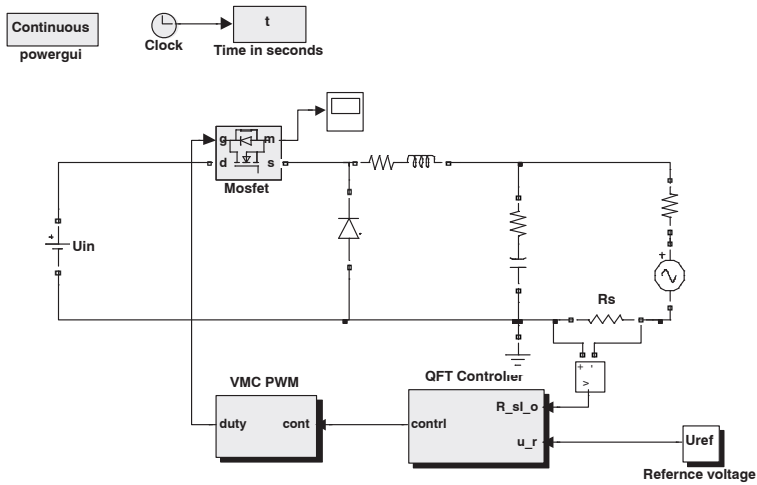 Continuous
powergui
Clock
t
Time in seconds
g
m
d
s
Mosfet
+
Uin
+
Rs
+ -
v
VMC PWM
QFT Controller
duty
cont
contrl
R_sl_o
u_r
Uref
Refernce voltage